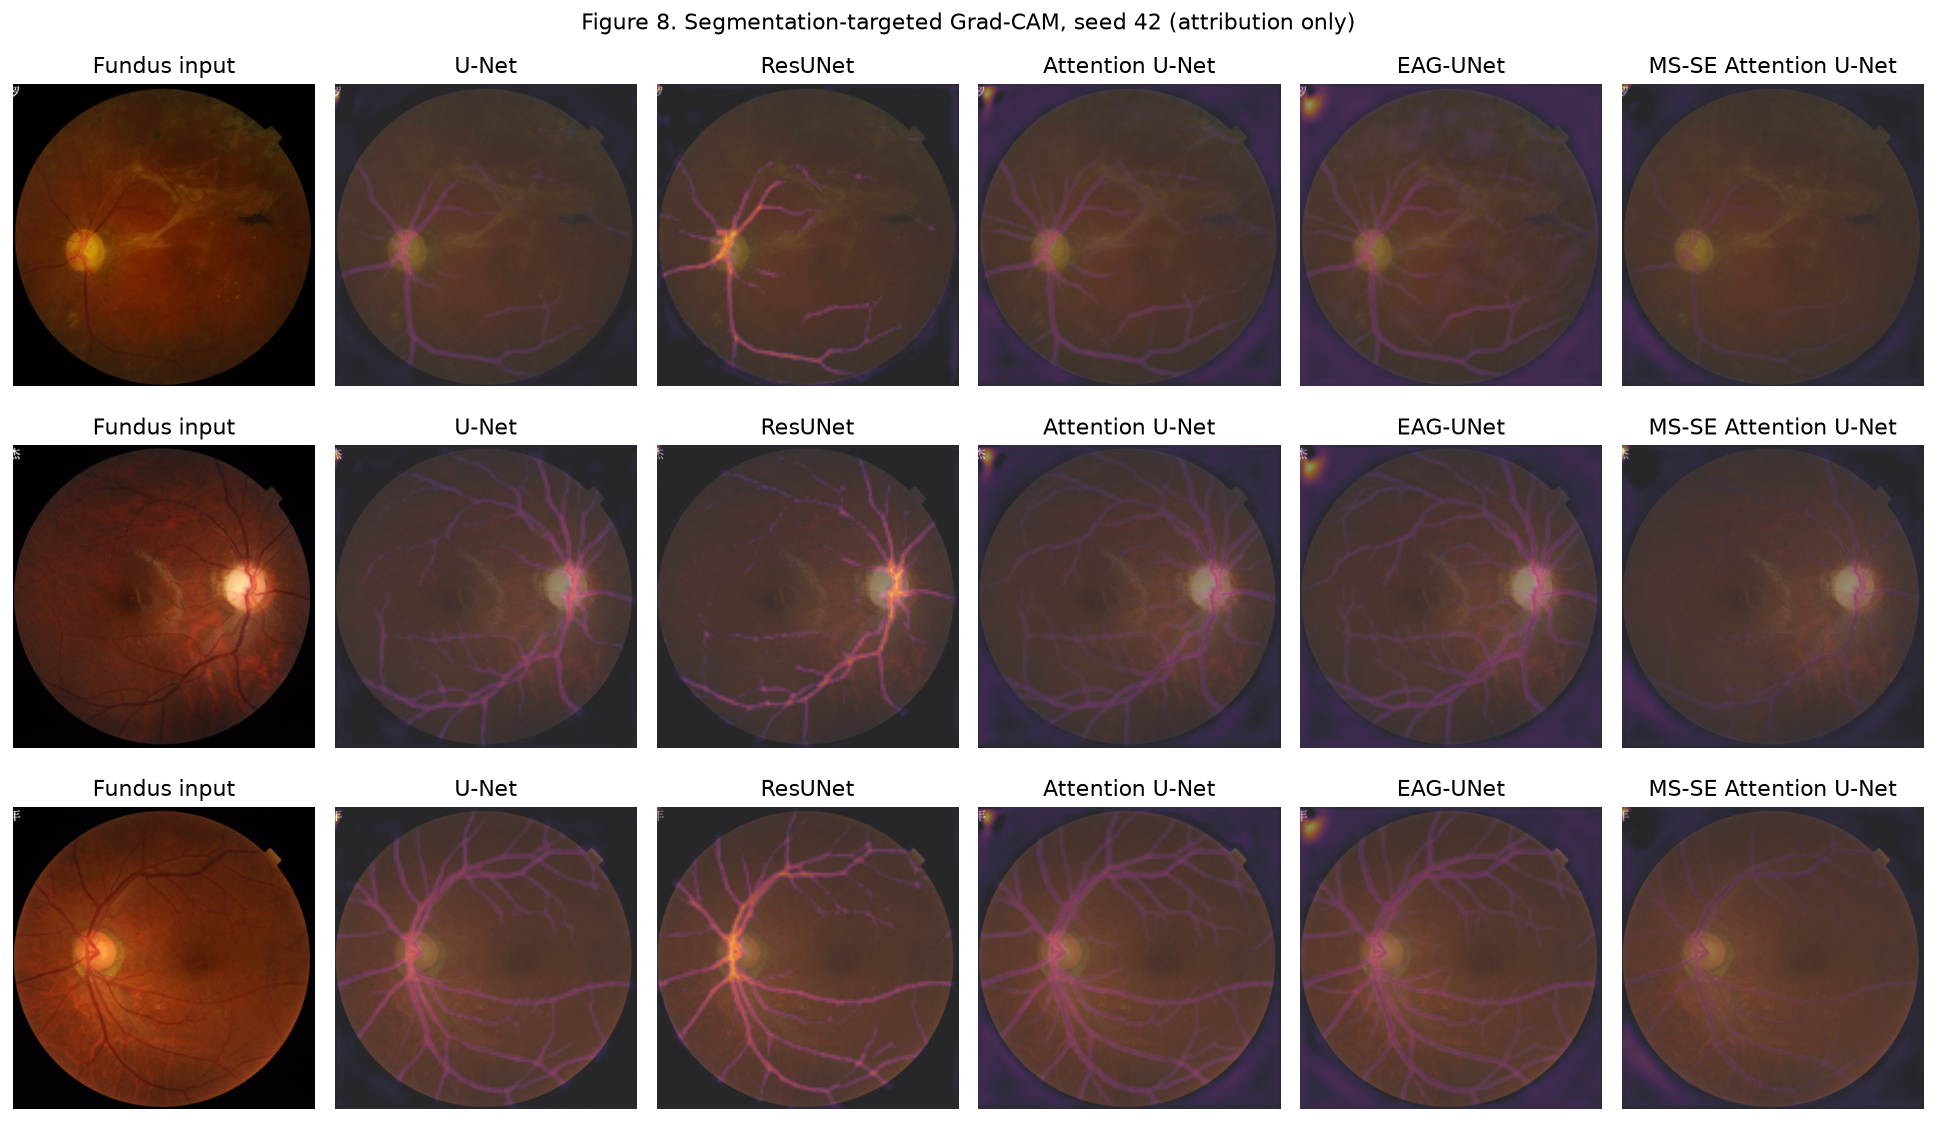 Figure 8. Segmentation-targeted Grad-CAM, seed 42 (attribution only)
Fundus input U-Net ResUNet Attention U-Net EAG-UNet MS-SE Attention U-Net
Fundus input U-Net ResUNet Attention U-Net EAG-UNet MS-SE Attention U-Net
Fundus input U-Net ResUNet Attention U-Net EAG-UNet MS-SE Attention U-Net